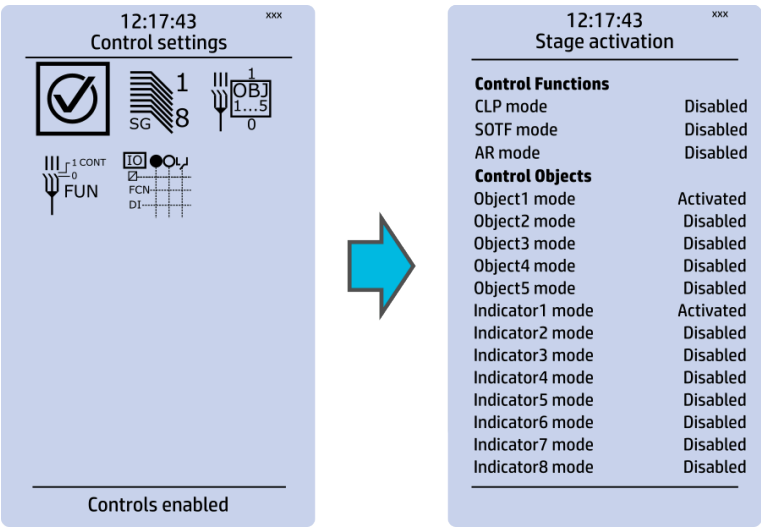 12:17:43 xxx
Control settings
1
SG 8
1
OBJ
1...5
0
1 CONT
0
FUN
IO
FCN
DI
Controls enabled
12:17:43 xxx
Stage activation
Control Functions
CLP mode Disabled
SOTF mode Disabled
AR mode Disabled
Control Objects
Object1 mode Activated
Object2 mode Disabled
Object3 mode Disabled
Object4 mode Disabled
Object5 mode Disabled
Indicator1 mode Activated
Indicator2 mode Disabled
Indicator3 mode Disabled
Indicator4 mode Disabled
Indicator5 mode Disabled
Indicator6 mode Disabled
Indicator7 mode Disabled
Indicator8 mode Disabled